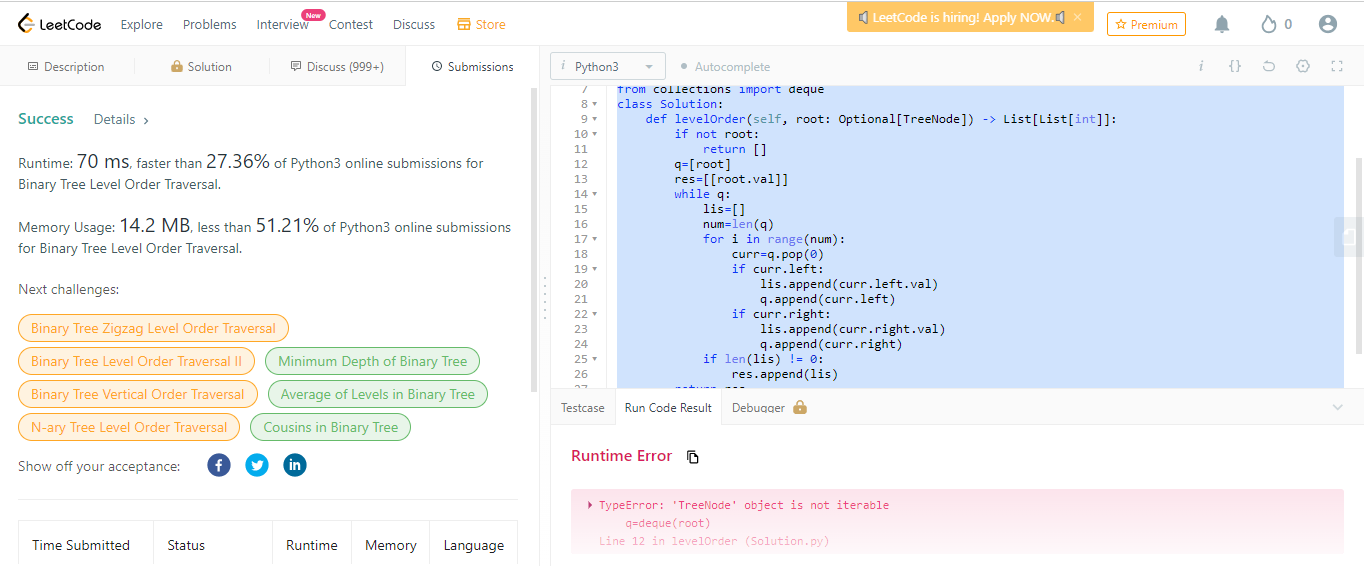 LeetCode Explore Problems Interview New Contest Discuss Store LeetCode is hiring! Apply NOW. × Premium 0
Description Solution Discuss (999+) Submissions
Success Details >
Runtime: 70 ms, faster than 27.36% of Python3 online submissions for
Binary Tree Level Order Traversal.
Memory Usage: 14.2 MB, less than 51.21% of Python3 online submissions
for Binary Tree Level Order Traversal.
Next challenges:
Binary Tree Zigzag Level Order Traversal
Binary Tree Level Order Traversal II Minimum Depth of Binary Tree
Binary Tree Vertical Order Traversal Average of Levels in Binary Tree
N-ary Tree Level Order Traversal Cousins in Binary Tree
Show off your acceptance: f in
Time Submitted Status Runtime Memory Language
i Python3 Autocomplete i {}
7 from collections import deque
8 class Solution:
9 def levelOrder(self, root: Optional[TreeNode]) -> List[List[int]]:
10 if not root:
11 return []
12 q=[root]
13 res=[[root.val]]
14 while q:
15 lis=[]
16 num=len(q)
17 for i in range(num):
18 curr=q.pop(0)
19 if curr.left:
20 lis.append(curr.left.val)
21 q.append(curr.left)
22 if curr.right:
23 lis.append(curr.right.val)
24 q.append(curr.right)
25 if len(lis) != 0:
26 res.append(lis)
27 return res
Testcase Run Code Result Debugger
Runtime Error
TypeError: 'TreeNode' object is not iterable
q=deque(root)
Line 12 in levelOrder (Solution.py)